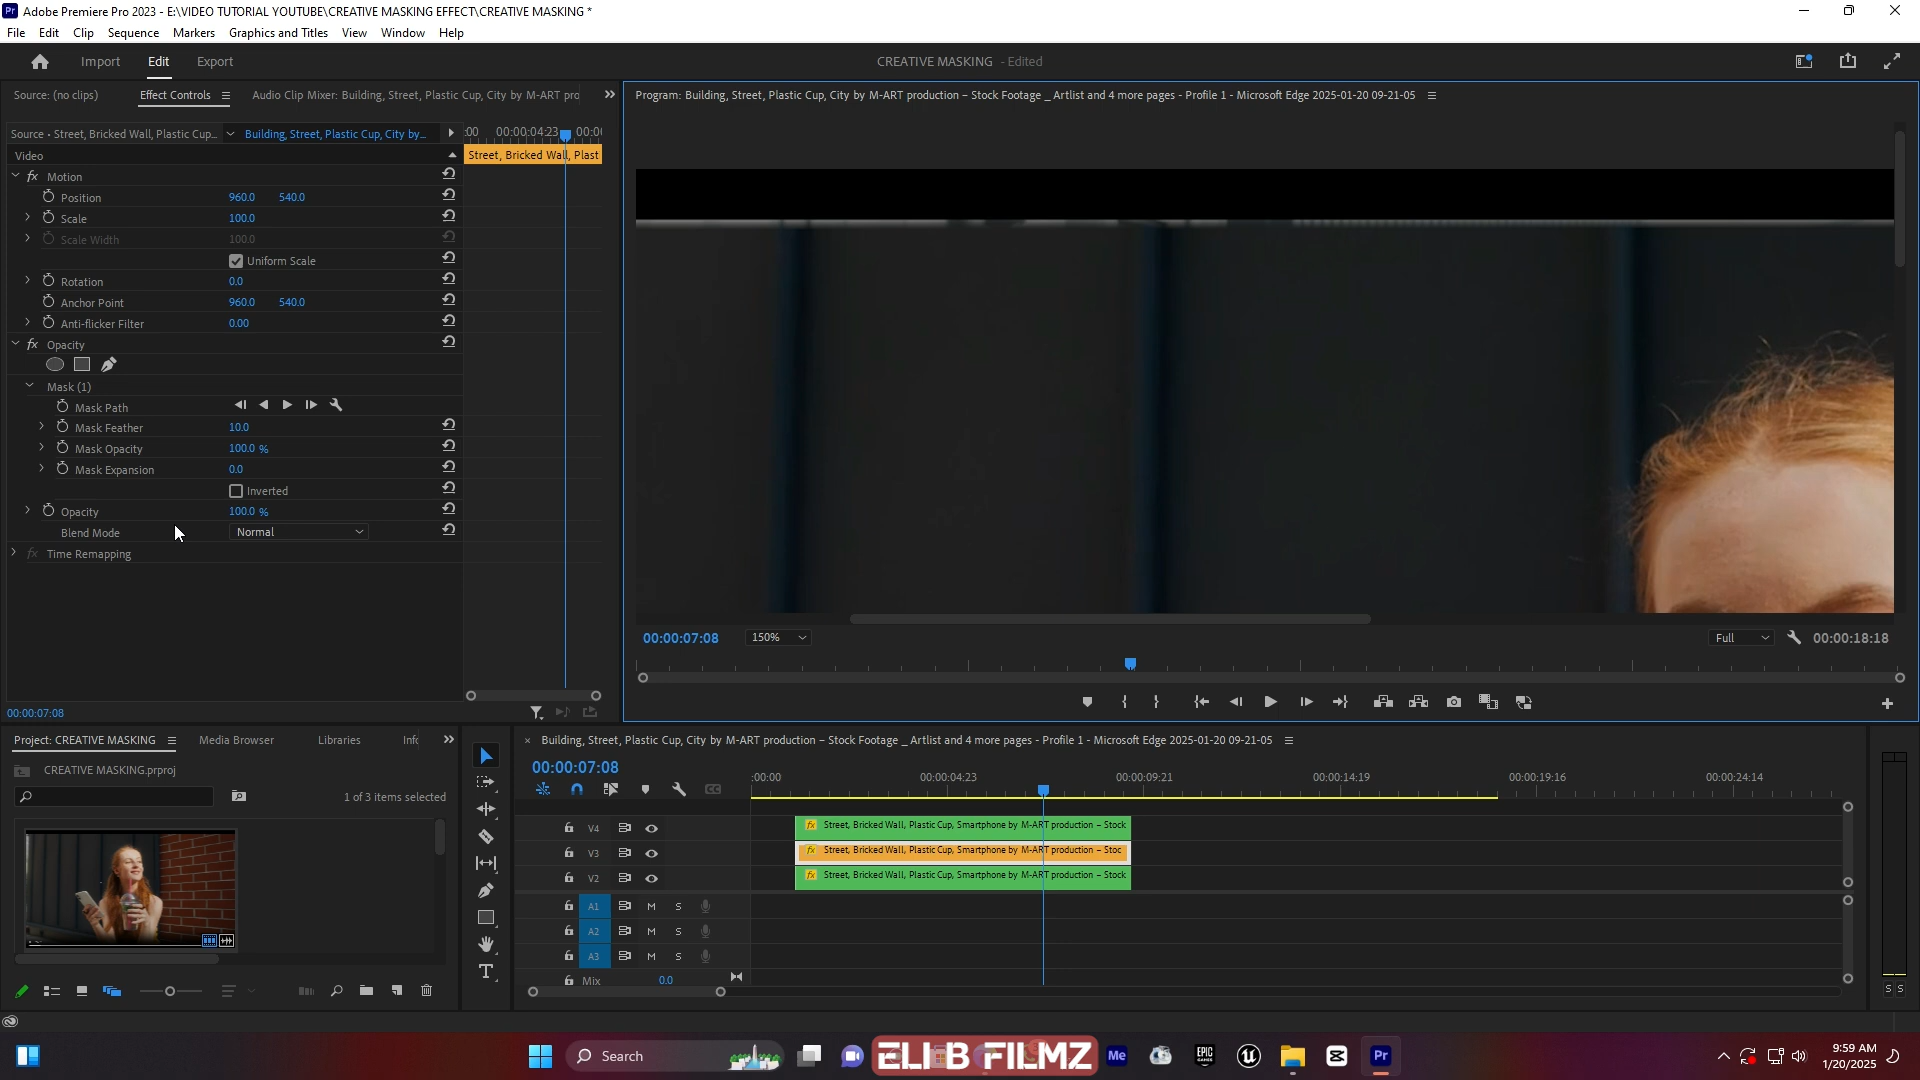 Pr Adobe Premiere Pro 2023 - E:\VIDEO TUTORIAL YOUTUBE\CREATIVE MASKING EFFECT\CREATIVE MASKING *
File Edit Clip Sequence Markers Graphics and Titles View Window Help
Import Edit Export
CREATIVE MASKING - Edited
Source: (no clips) Effect Controls Audio Clip Mixer: Building, Street, Plastic Cup, City by M-ART pro
Program: Building, Street, Plastic Cup, City by M-ART production – Stock Footage _ Artlist and 4 more pages - Profile 1 - Microsoft Edge 2025-01-20 09-21-05
Source • Street, Bricked Wall, Plastic Cup... Building, Street, Plastic Cup, City by... :00 00:00:04:23 00:0
Video Street, Bricked Wall, Plast
fx Motion
Position 960.0 540.0
Scale 100.0
Scale Width 100.0
Uniform Scale
Rotation 0.0
Anchor Point 960.0 540.0
Anti-flicker Filter 0.00
fx Opacity
Mask (1)
Mask Path
Mask Feather 10.0
Mask Opacity 100.0 %
Mask Expansion 0.0
Inverted
Opacity 100.0 %
Blend Mode Normal
fx Time Remapping
00:00:07:08 150% Full 00:00:18:18
00:00:07:08
Project: CREATIVE MASKING Media Browser Libraries Info
CREATIVE MASKING.prproj
1 of 3 items selected
× Building, Street, Plastic Cup, City by M-ART production – Stock Footage _ Artlist and 4 more pages - Profile 1 - Microsoft Edge 2025-01-20 09-21-05
00:00:07:08
:00:00 00:00:04:23 00:00:09:21 00:00:14:19 00:00:19:16 00:00:24:14
V4 fx Street, Bricked Wall, Plastic Cup, Smartphone by M-ART production – Stock
V3 fx Street, Bricked Wall, Plastic Cup, Smartphone by M-ART production – Stoc
V2 fx Street, Bricked Wall, Plastic Cup, Smartphone by M-ART production – Stock
A1 M S
A2 M S
A3 M S
Mix 0.0
S S
Search
ELI B FILMZ
Me
EPIC GAMES
Pr
9:59 AM
1/20/2025